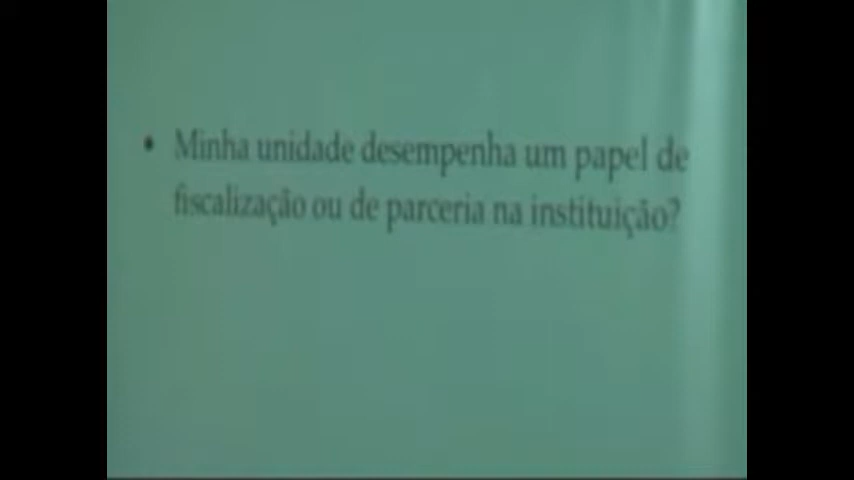 • Minha unidade desempenha um papel de
fiscalização ou de parceria na instituição?